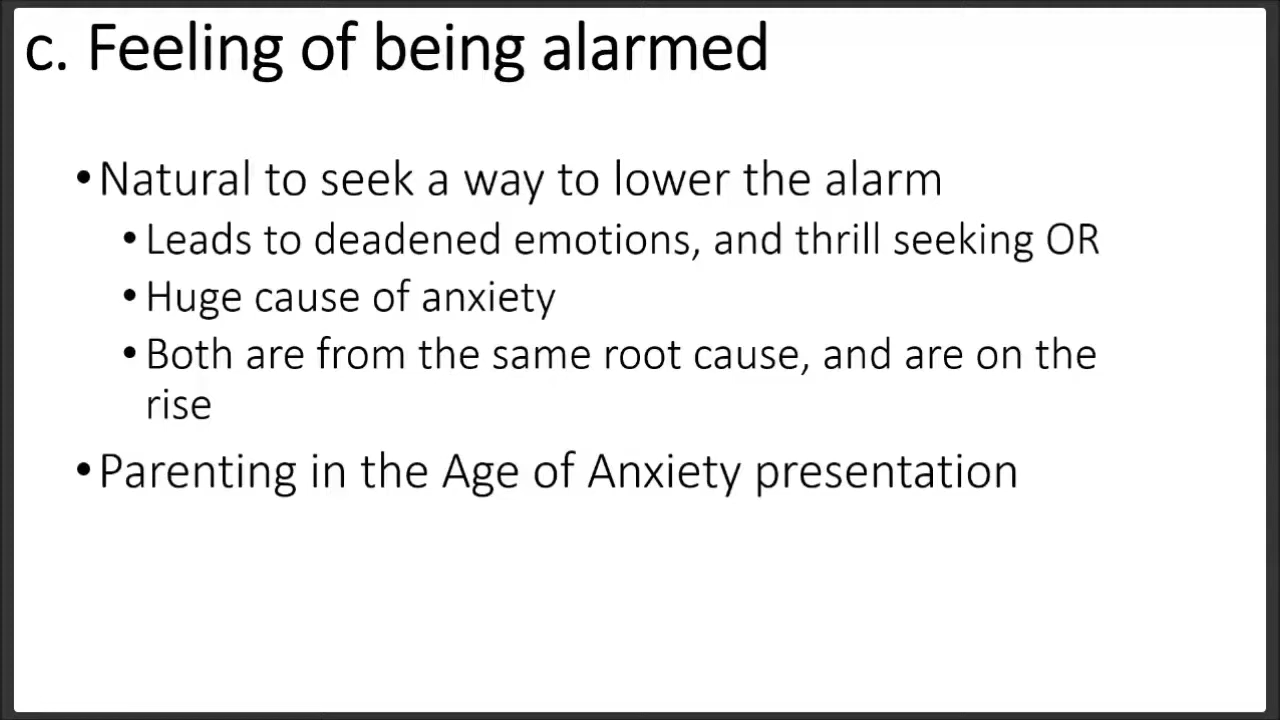 c. Feeling of being alarmed
•Natural to seek a way to lower the alarm
•Leads to deadened emotions, and thrill seeking OR
•Huge cause of anxiety
•Both are from the same root cause, and are on the
rise
•Parenting in the Age of Anxiety presentation